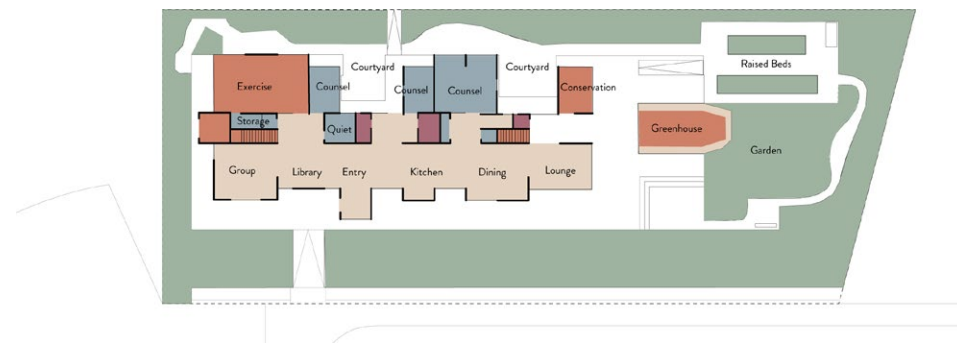 Raised Beds
Courtyard
Courtyard
Exercise
Counsel
Counsel
Counsel
Conservation
Storage
Quiet
Greenhouse
Garden
Group
Library
Entry
Kitchen
Dining
Lounge